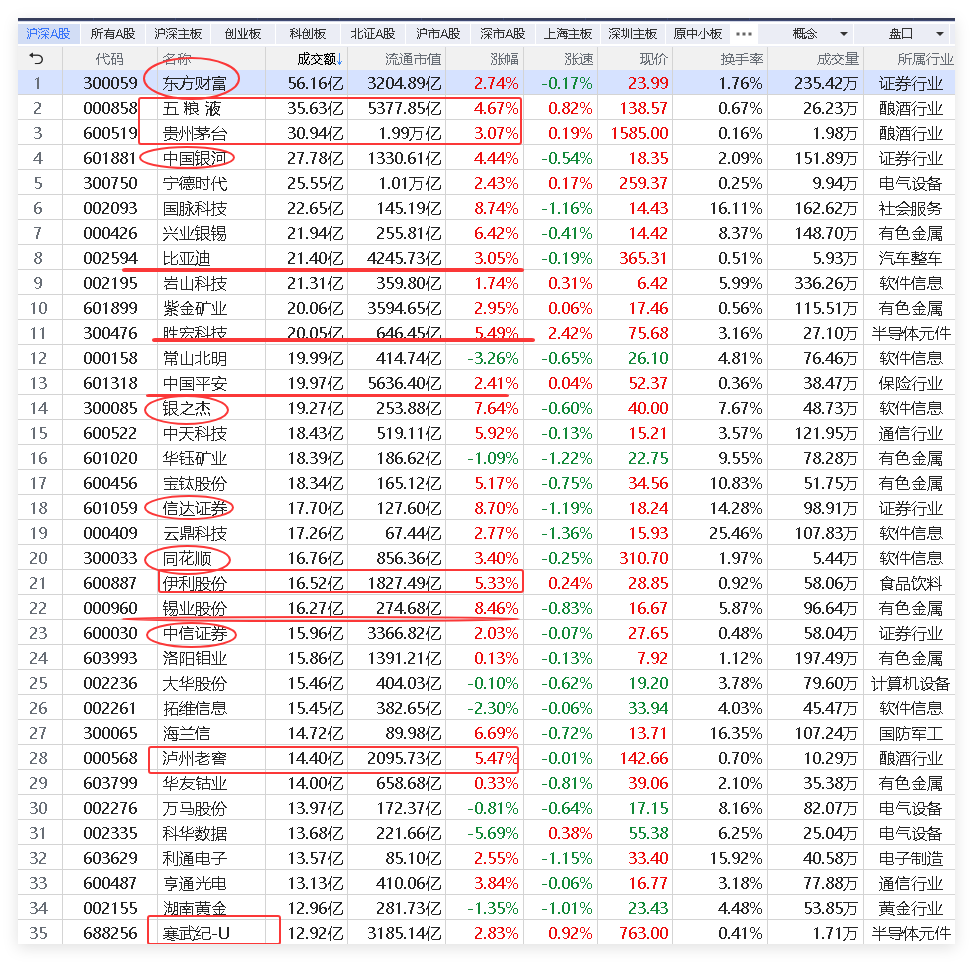 沪深A股 所有A股 沪深主板 创业板 科创板 北证A股 沪市A股 深市A股 上海主板 深圳主板 原中小板 ••• 概念 盘口
代码 名称 成交额↓ 流通市值 涨幅 涨速 现价 换手率 成交量 所属行业
1 300059 东方财富 56.16亿 3204.89亿 2.74% -0.17% 23.99 1.76% 235.42万 证券行业
2 000858 五 粮 液 35.63亿 5377.85亿 4.67% 0.82% 138.57 0.67% 26.23万 酿酒行业
3 600519 贵州茅台 30.94亿 1.99万亿 3.07% 0.19% 1585.00 0.16% 1.98万 酿酒行业
4 601881 中国银河 27.78亿 1330.61亿 4.44% -0.54% 18.35 2.09% 151.89万 证券行业
5 300750 宁德时代 25.55亿 1.01万亿 2.43% 0.17% 259.37 0.25% 9.94万 电气设备
6 002093 国脉科技 22.65亿 145.19亿 8.74% -1.16% 14.43 16.11% 162.62万 社会服务
7 000426 兴业银锡 21.94亿 255.81亿 6.42% -0.41% 14.42 8.37% 148.70万 有色金属
8 002594 比亚迪 21.40亿 4245.73亿 3.05% -0.19% 365.31 0.51% 5.93万 汽车整车
9 002195 岩山科技 21.31亿 359.80亿 1.74% 0.31% 6.42 5.99% 336.26万 软件信息
10 601899 紫金矿业 20.06亿 3594.65亿 2.95% 0.06% 17.46 0.56% 115.51万 有色金属
11 300476 胜宏科技 20.05亿 646.45亿 5.49% 2.42% 75.68 3.16% 27.10万 半导体元件
12 000158 常山北明 19.99亿 414.74亿 -3.26% -0.65% 26.10 4.81% 76.46万 软件信息
13 601318 中国平安 19.97亿 5636.40亿 2.41% 0.04% 52.37 0.36% 38.47万 保险行业
14 300085 银之杰 19.27亿 253.88亿 7.64% -0.60% 40.00 7.67% 48.73万 软件信息
15 600522 中天科技 18.43亿 519.11亿 5.92% -0.13% 15.21 3.57% 121.95万 通信行业
16 601020 华钰矿业 18.39亿 186.62亿 -1.09% -1.22% 22.75 9.55% 78.28万 有色金属
17 600456 宝钛股份 18.34亿 165.12亿 5.17% -0.75% 34.56 10.83% 51.75万 有色金属
18 601059 信达证券 17.70亿 127.60亿 8.70% -1.19% 18.24 14.28% 98.91万 证券行业
19 000409 云鼎科技 17.26亿 67.44亿 2.77% -1.36% 15.93 25.46% 107.83万 软件信息
20 300033 同花顺 16.76亿 856.36亿 3.40% -0.25% 310.70 1.97% 5.44万 软件信息
21 600887 伊利股份 16.52亿 1827.49亿 5.33% 0.24% 28.85 0.92% 58.06万 食品饮料
22 000960 锡业股份 16.27亿 274.68亿 8.46% -0.83% 16.67 5.87% 96.64万 有色金属
23 600030 中信证券 15.96亿 3366.82亿 2.03% -0.07% 27.65 0.48% 58.04万 证券行业
24 603993 洛阳钼业 15.86亿 1391.21亿 0.13% -0.13% 7.92 1.12% 197.49万 有色金属
25 002236 大华股份 15.46亿 404.03亿 -0.10% -0.62% 19.20 3.78% 79.60万 计算机设备
26 002261 拓维信息 15.45亿 382.65亿 -2.30% -0.06% 33.94 4.03% 45.47万 软件信息
27 300065 海兰信 14.72亿 89.98亿 6.69% -0.72% 13.71 16.35% 107.24万 国防军工
28 000568 泸州老窖 14.40亿 2095.73亿 5.47% -0.01% 142.66 0.70% 10.29万 酿酒行业
29 603799 华友钴业 14.00亿 658.68亿 0.33% -0.81% 39.06 2.10% 35.38万 有色金属
30 002276 万马股份 13.97亿 172.37亿 -0.81% -0.64% 17.15 8.16% 82.07万 电气设备
31 002335 科华数据 13.68亿 221.66亿 -5.69% 0.38% 55.38 6.25% 25.04万 电气设备
32 603629 利通电子 13.57亿 85.10亿 2.55% -1.15% 33.40 15.92% 40.58万 电子制造
33 600487 亨通光电 13.13亿 410.06亿 3.84% -0.06% 16.77 3.18% 77.88万 通信行业
34 002155 湖南黄金 12.96亿 281.73亿 -1.35% -1.01% 23.43 4.48% 53.85万 黄金行业
35 688256 寒武纪-U 12.92亿 3185.14亿 2.83% 0.92% 763.00 0.41% 1.71万 半导体元件